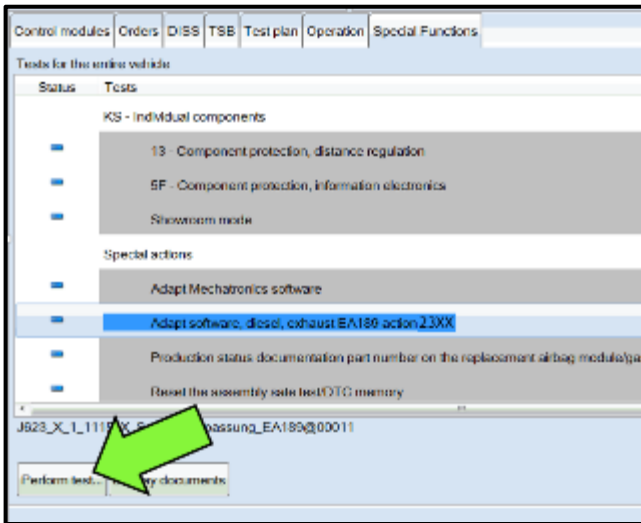 Control modules Orders DISS TSB Test plan Operation Special Functions
Tests for the entire vehicle
Status Tests
KS - Individual components
13 - Component protection, distance regulation
5F - Component protection, information electronics
Showroom mode
Special actions
Adapt Mechatronics software
Adapt software, diesel, exhaust EA189 action 23XX
Production status documentation part number on the replacement airbag module/ga
Reset the assembly sale test/DTC memory
passung_EA189@00011
Perform test... documents